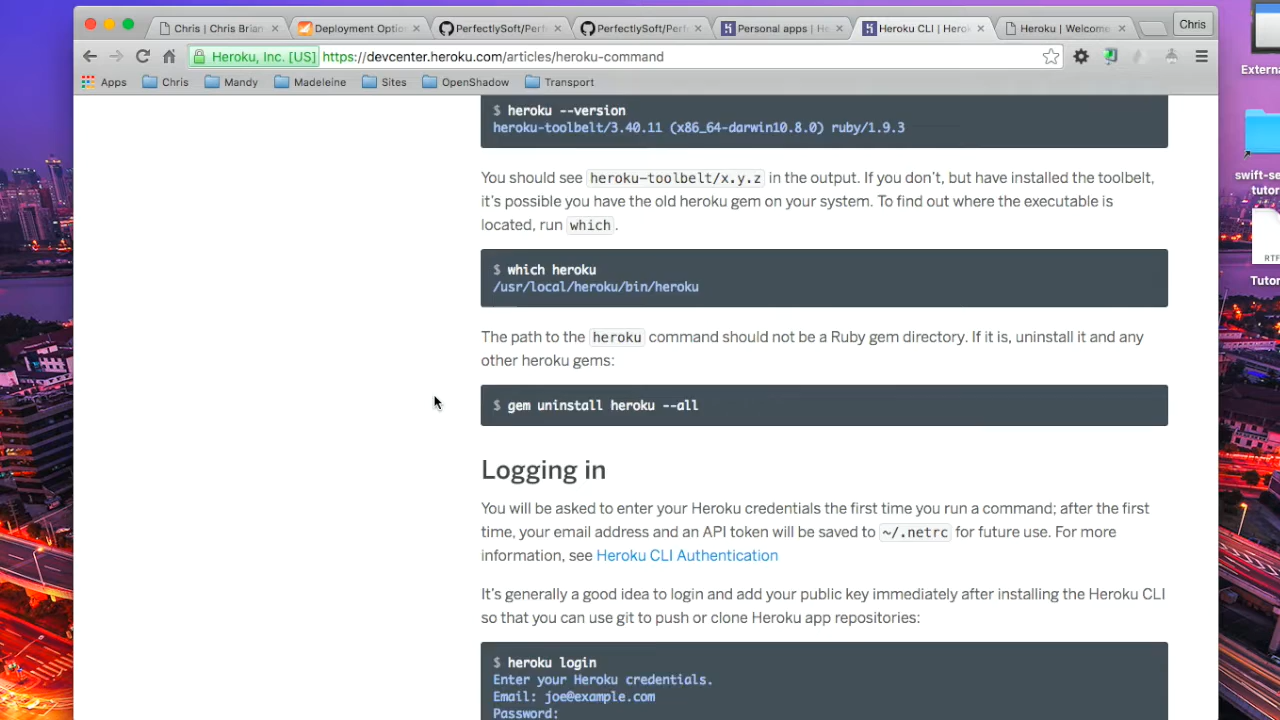 Chris | Chris Brian
Deployment Optio
PerfectlySoft/Perf
PerfectlySoft/Perf
Personal apps | He
Heroku CLI | Herok
Heroku | Welcome
Chris
Heroku, Inc. [US]
https://devcenter.heroku.com/articles/heroku-command
Apps
Chris
Mandy
Madeleine
Sites
OpenShadow
Transport
$ heroku --version
heroku-toolbelt/3.40.11 (x86_64-darwin10.8.0) ruby/1.9.3
You should see heroku-toolbelt/x.y.z in the output. If you don't, but have installed the toolbelt,
it's possible you have the old heroku gem on your system. To find out where the executable is
located, run which.
$ which heroku
/usr/local/heroku/bin/heroku
The path to the heroku command should not be a Ruby gem directory. If it is, uninstall it and any
other heroku gems:
$ gem uninstall heroku --all
Logging in
You will be asked to enter your Heroku credentials the first time you run a command; after the first
time, your email address and an API token will be saved to ~/.netrc for future use. For more
information, see Heroku CLI Authentication
It's generally a good idea to login and add your public key immediately after installing the Heroku CLI
so that you can use git to push or clone Heroku app repositories:
$ heroku login
Enter your Heroku credentials.
Email: joe@example.com
Password:
Externa
swift-se
tutor
RTF
Tutor